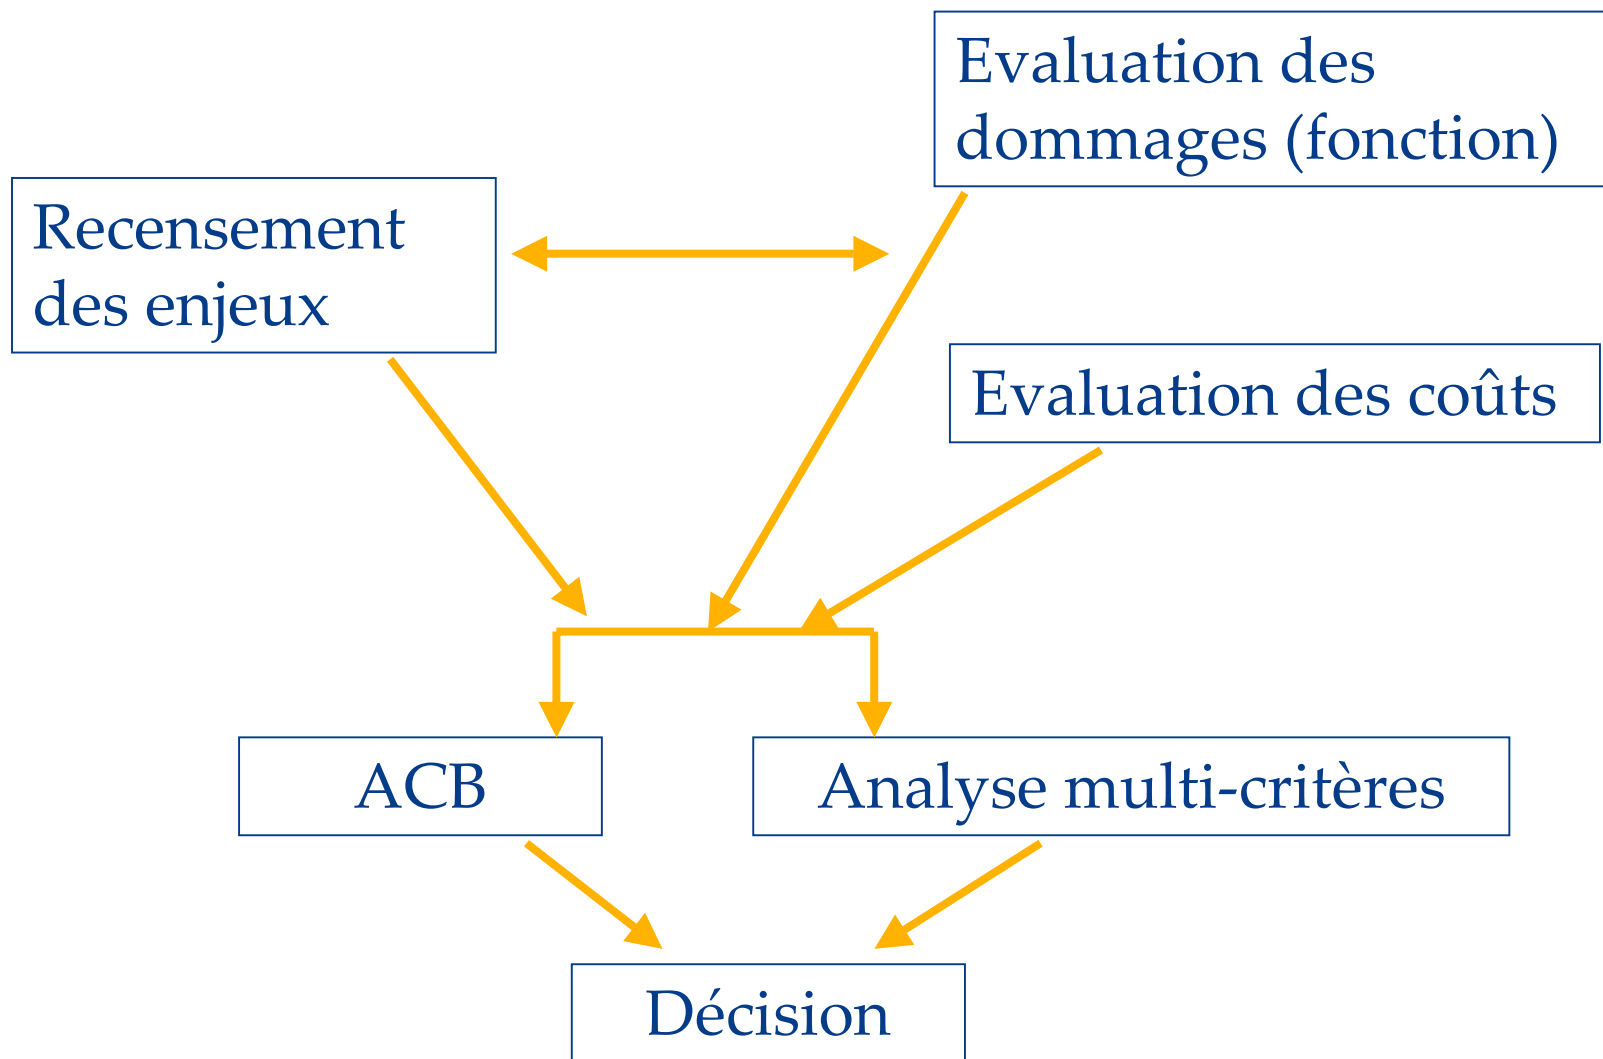 Evaluation des
dommages (fonction)
Recensement
des enjeux
Evaluation des coûts
ACB
Analyse multi-critères
Décision